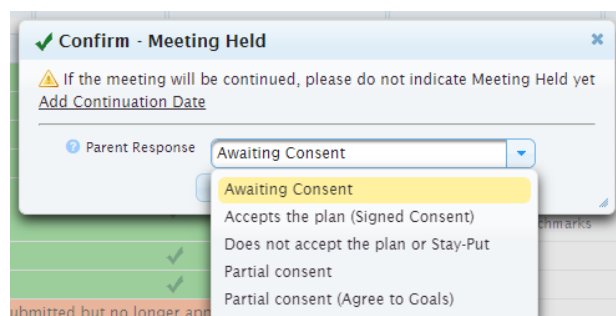 Confirm - Meeting Held
If the meeting will be continued, please do not indicate Meeting Held yet
Add Continuation Date
Parent Response
Awaiting Consent
Awaiting Consent
Accepts the plan (Signed Consent)
chmarks
Does not accept the plan or Stay-Put
Partial consent
Partial consent (Agree to Goals)
ubmitted but no longer